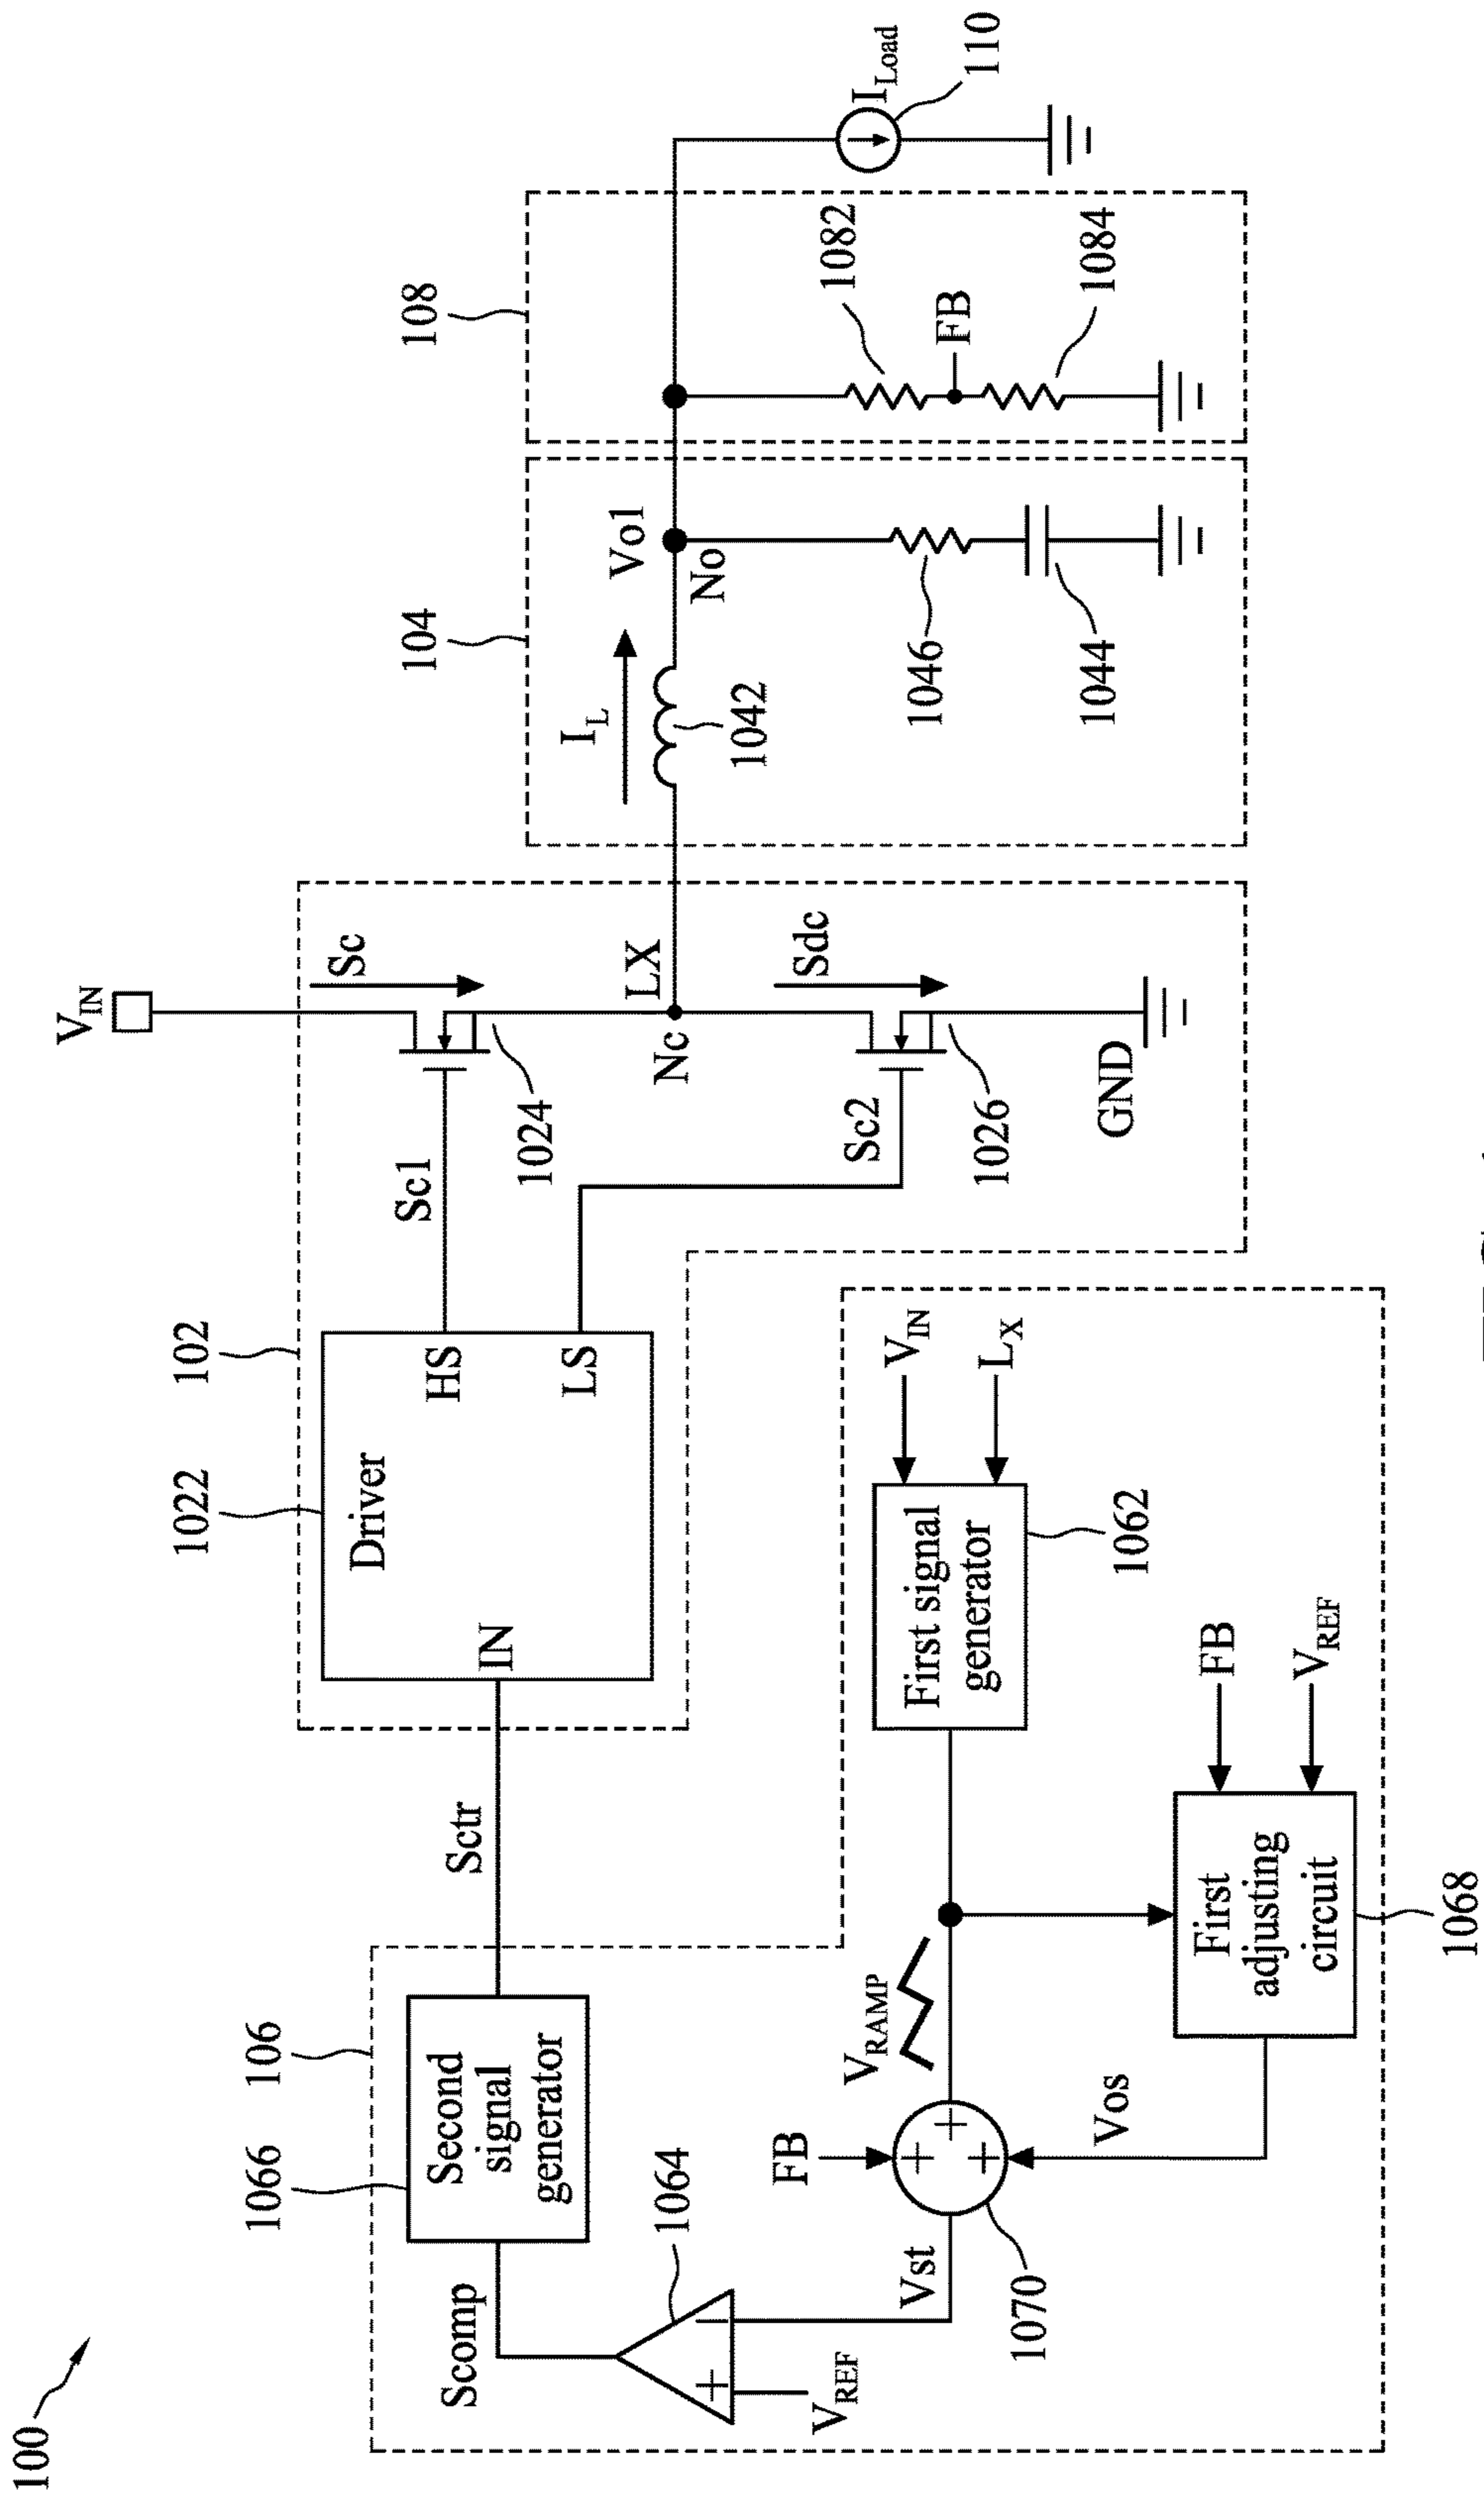 100
V_IN
102
1022
Driver
IN
HS
LS
Sc1
Sc2
1024
1026
Sc
Sdc
LX
Nc
GND
104
I_L
1042
Vo1
No
1046
1044
108
1082
FB
1084
I_Load
110
Sctr
106
1066
Second
signal
generator
Scomp
1064
+
−
V_REF
Vst
FB
+
+
+
1070
V_RAMP
Vos
First signal
generator
V_IN
L_X
1062
First
adjusting
circuit
FB
V_REF
1068